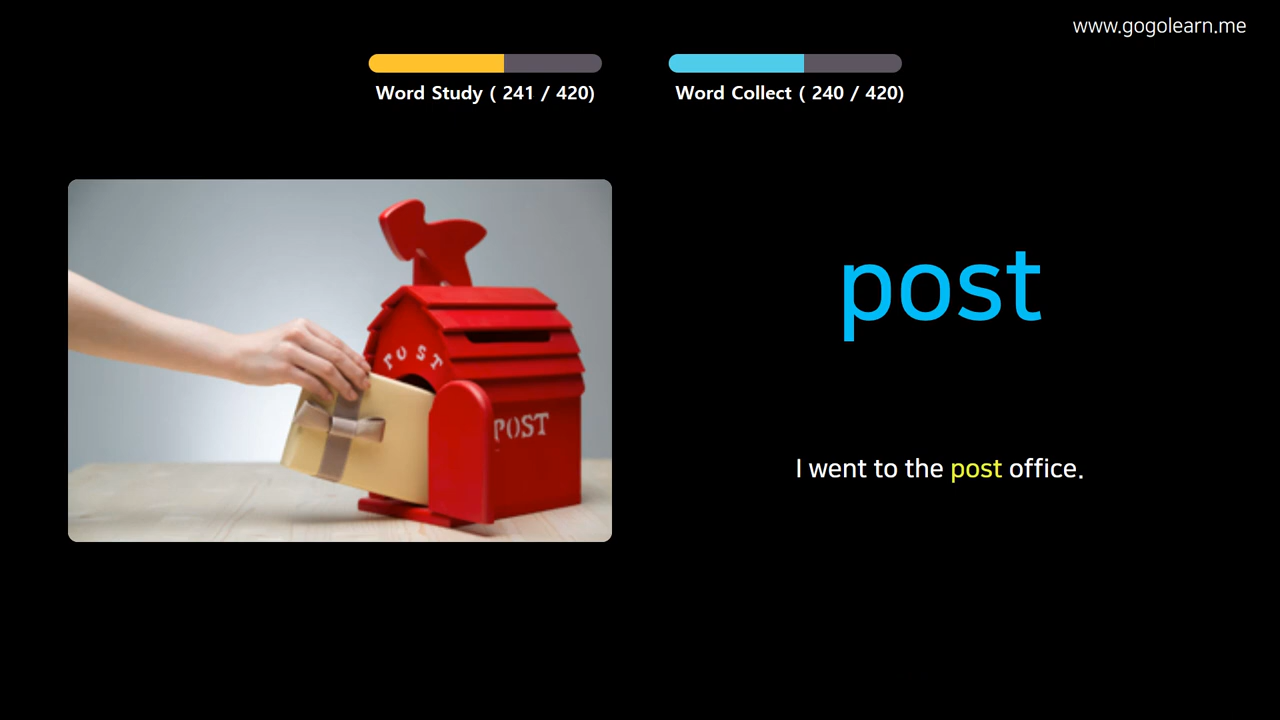 www.gogolearn.me
Word Study ( 241 / 420)
Word Collect ( 240 / 420)
POST
POST
post
I went to the post office.